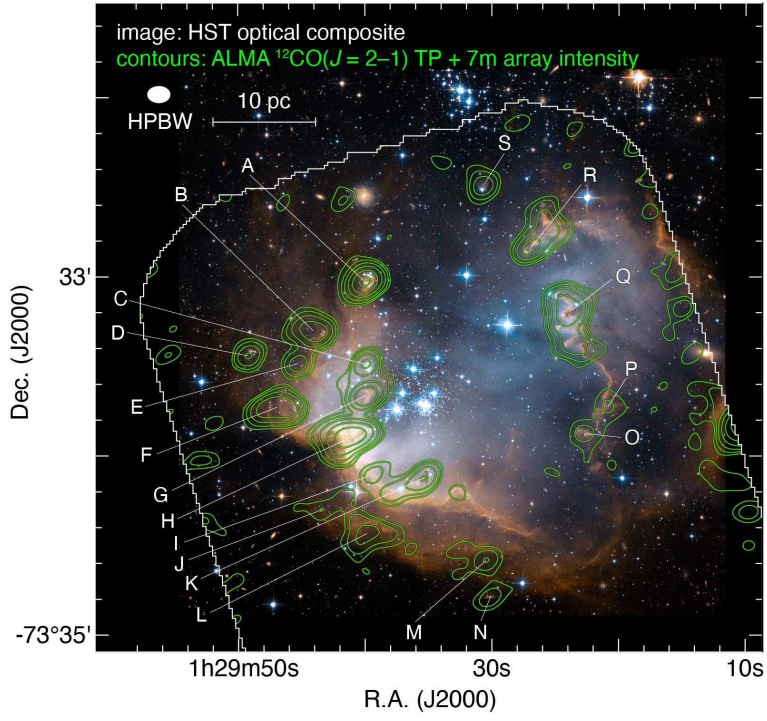 image: HST optical composite
contours: ALMA ¹²CO(J = 2–1) TP + 7m array intensity
HPBW
10 pc
A
B
C
D
E
F
G
H
I
J
K
L
M
N
O
P
Q
R
S
33'
-73°35'
Dec. (J2000)
1h29m50s
30s
10s
R.A. (J2000)